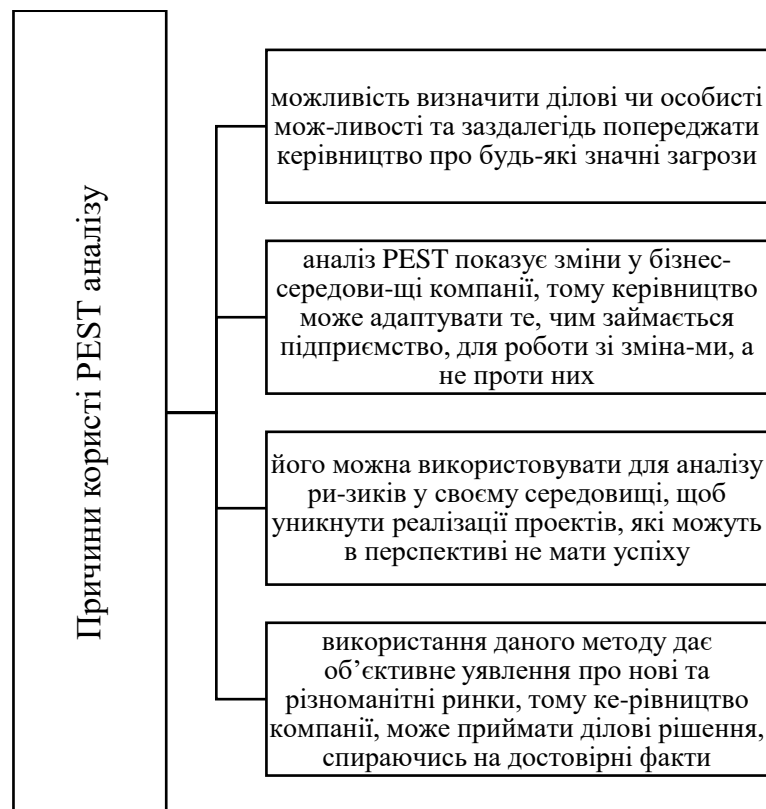 Причини користі PEST аналізу
можливість визначити ділові чи особисті
мож-ливості та заздалегідь попереджати
керівництво про будь-які значні загрози
аналіз PEST показує зміни у бізнес-
середови-щі компанії, тому керівництво
може адаптувати те, чим займається
підприємство, для роботи зі зміна-ми, а
не проти них
його можна використовувати для аналізу
ри-зиків у своєму середовищі, щоб
уникнути реалізації проектів, які можуть
в перспективі не мати успіху
використання даного методу дає
об’єктивне уявлення про нові та
різноманітні ринки, тому ке-рівництво
компанії, може приймати ділові рішення,
спираючись на достовірні факти